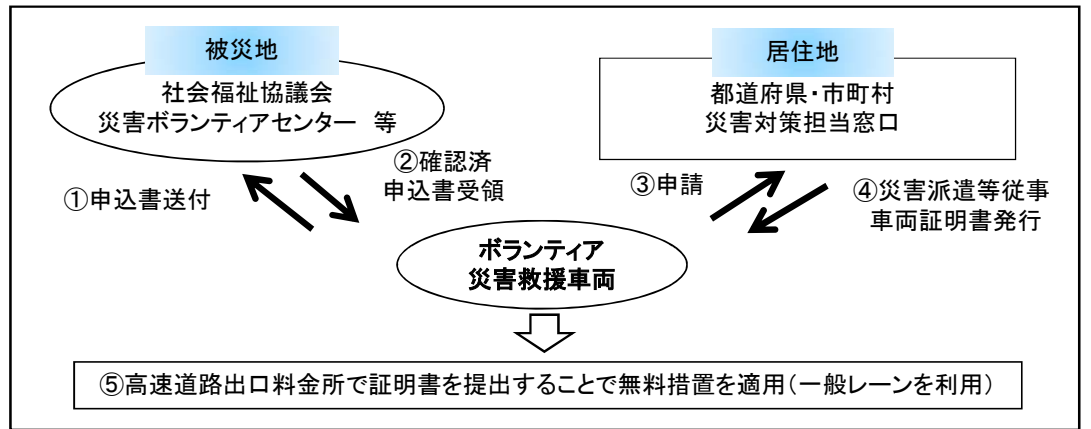 被災地
社会福祉協議会
災害ボランティアセンター 等
居住地
都道府県・市町村
災害対策担当窓口
①申込書送付
②確認済
申込書受領
③申請
④災害派遣等従事
車両証明書発行
ボランティア
災害救援車両
⑤高速道路出口料金所で証明書を提出することで無料措置を適用(一般レーンを利用)